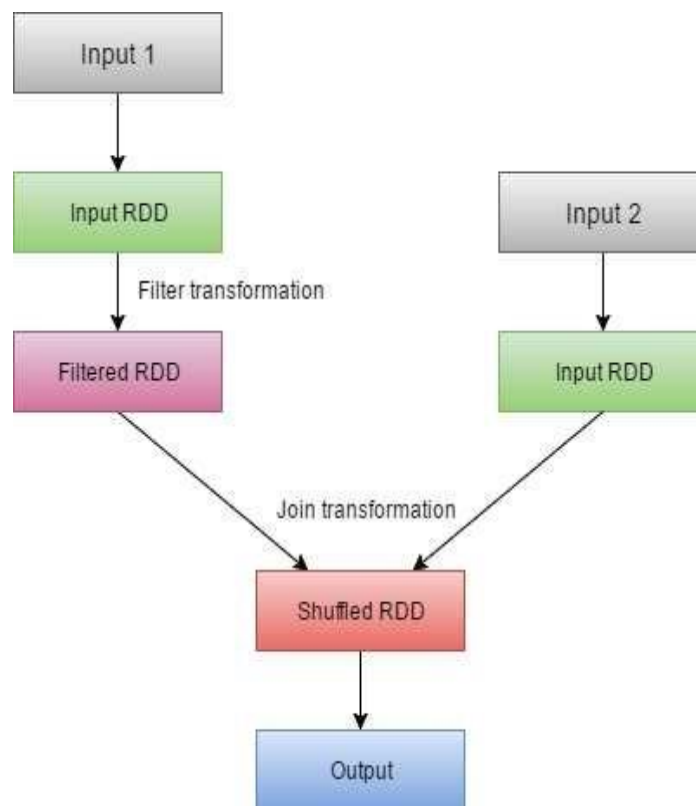 Input 1
Input RDD
Input 2
Filter transformation
Filtered RDD
Input RDD
Join transformation
Shuffled RDD
Output